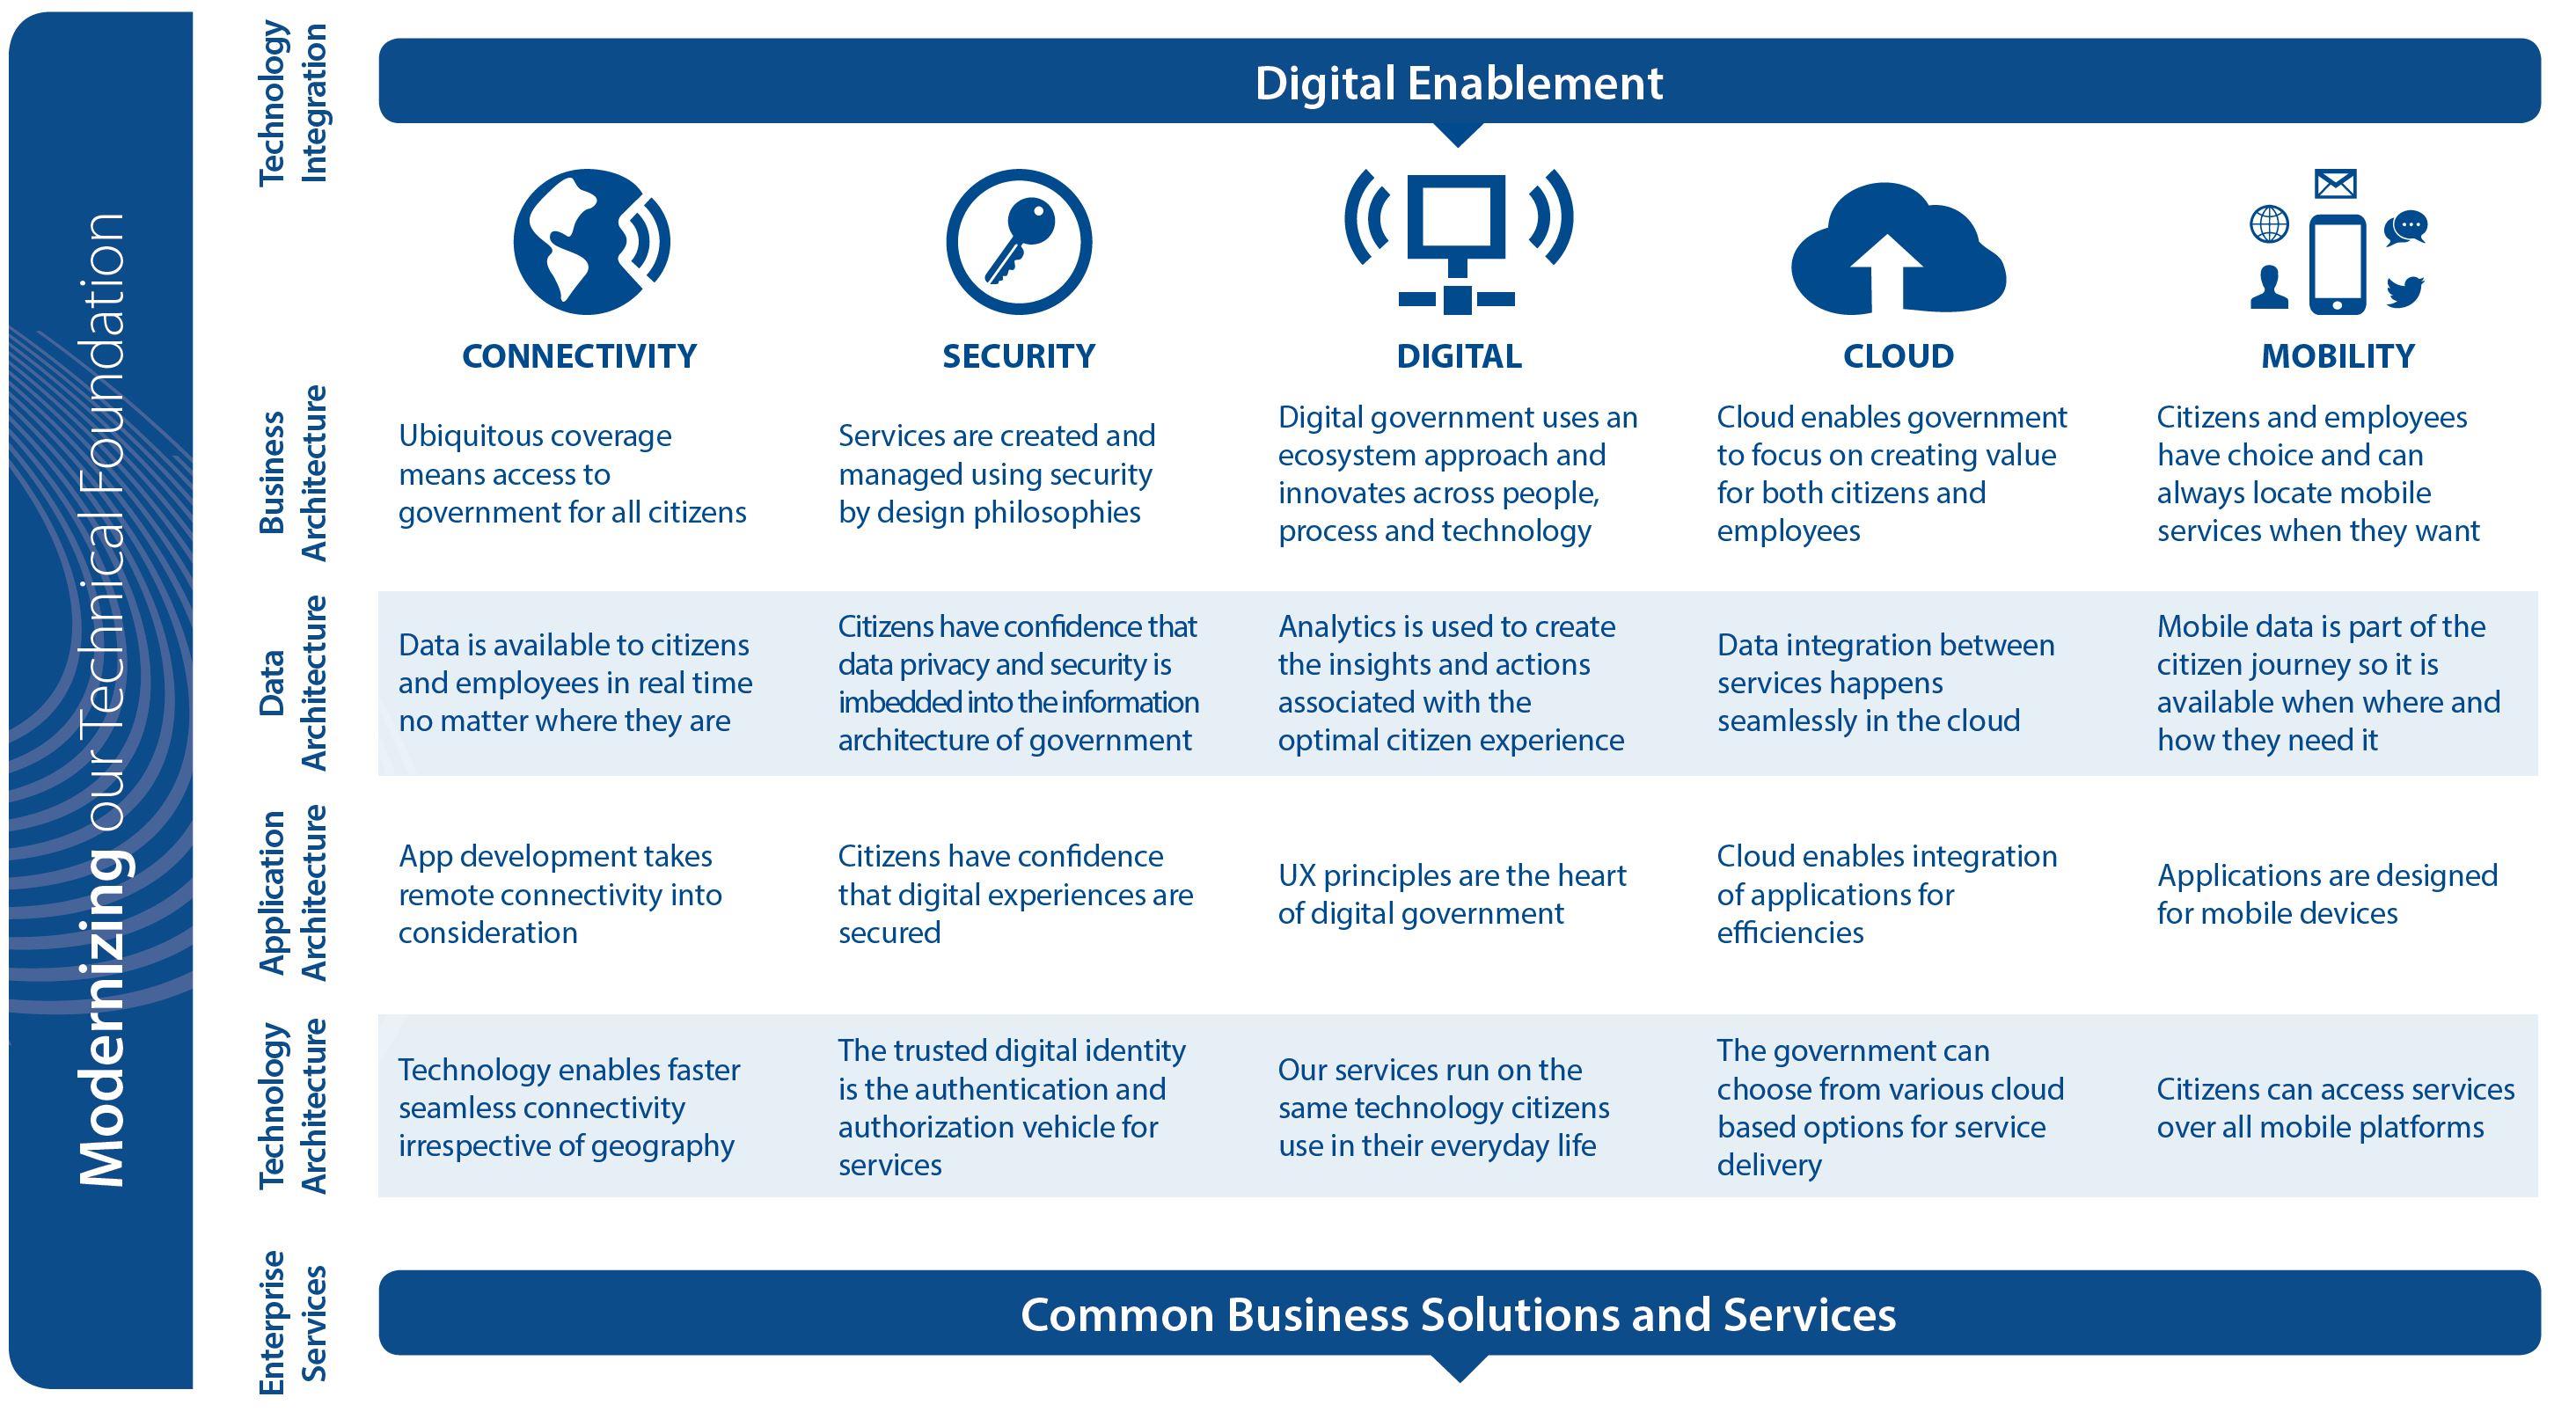 Modernizing our Technical Foundation
Technology
Integration
Digital Enablement
CONNECTIVITY
SECURITY
DIGITAL
CLOUD
MOBILITY
Business
Architecture
Ubiquitous coverage
means access to
government for all citizens
Services are created and
managed using security
by design philosophies
Digital government uses an
ecosystem approach and
innovates across people,
process and technology
Cloud enables government
to focus on creating value
for both citizens and
employees
Citizens and employees
have choice and can
always locate mobile
services when they want
Data
Architecture
Data is available to citizens
and employees in real time
no matter where they are
Citizens have confidence that
data privacy and security is
imbedded into the information
architecture of government
Analytics is used to create
the insights and actions
associated with the
optimal citizen experience
Data integration between
services happens
seamlessly in the cloud
Mobile data is part of the
citizen journey so it is
available when where and
how they need it
Application
Architecture
App development takes
remote connectivity into
consideration
Citizens have confidence
that digital experiences are
secured
UX principles are the heart
of digital government
Cloud enables integration
of applications for
efficiencies
Applications are designed
for mobile devices
Technology
Architecture
Technology enables faster
seamless connectivity
irrespective of geography
The trusted digital identity
is the authentication and
authorization vehicle for
services
Our services run on the
same technology citizens
use in their everyday life
The government can
choose from various cloud
based options for service
delivery
Citizens can access services
over all mobile platforms
Enterprise
Services
Common Business Solutions and Services